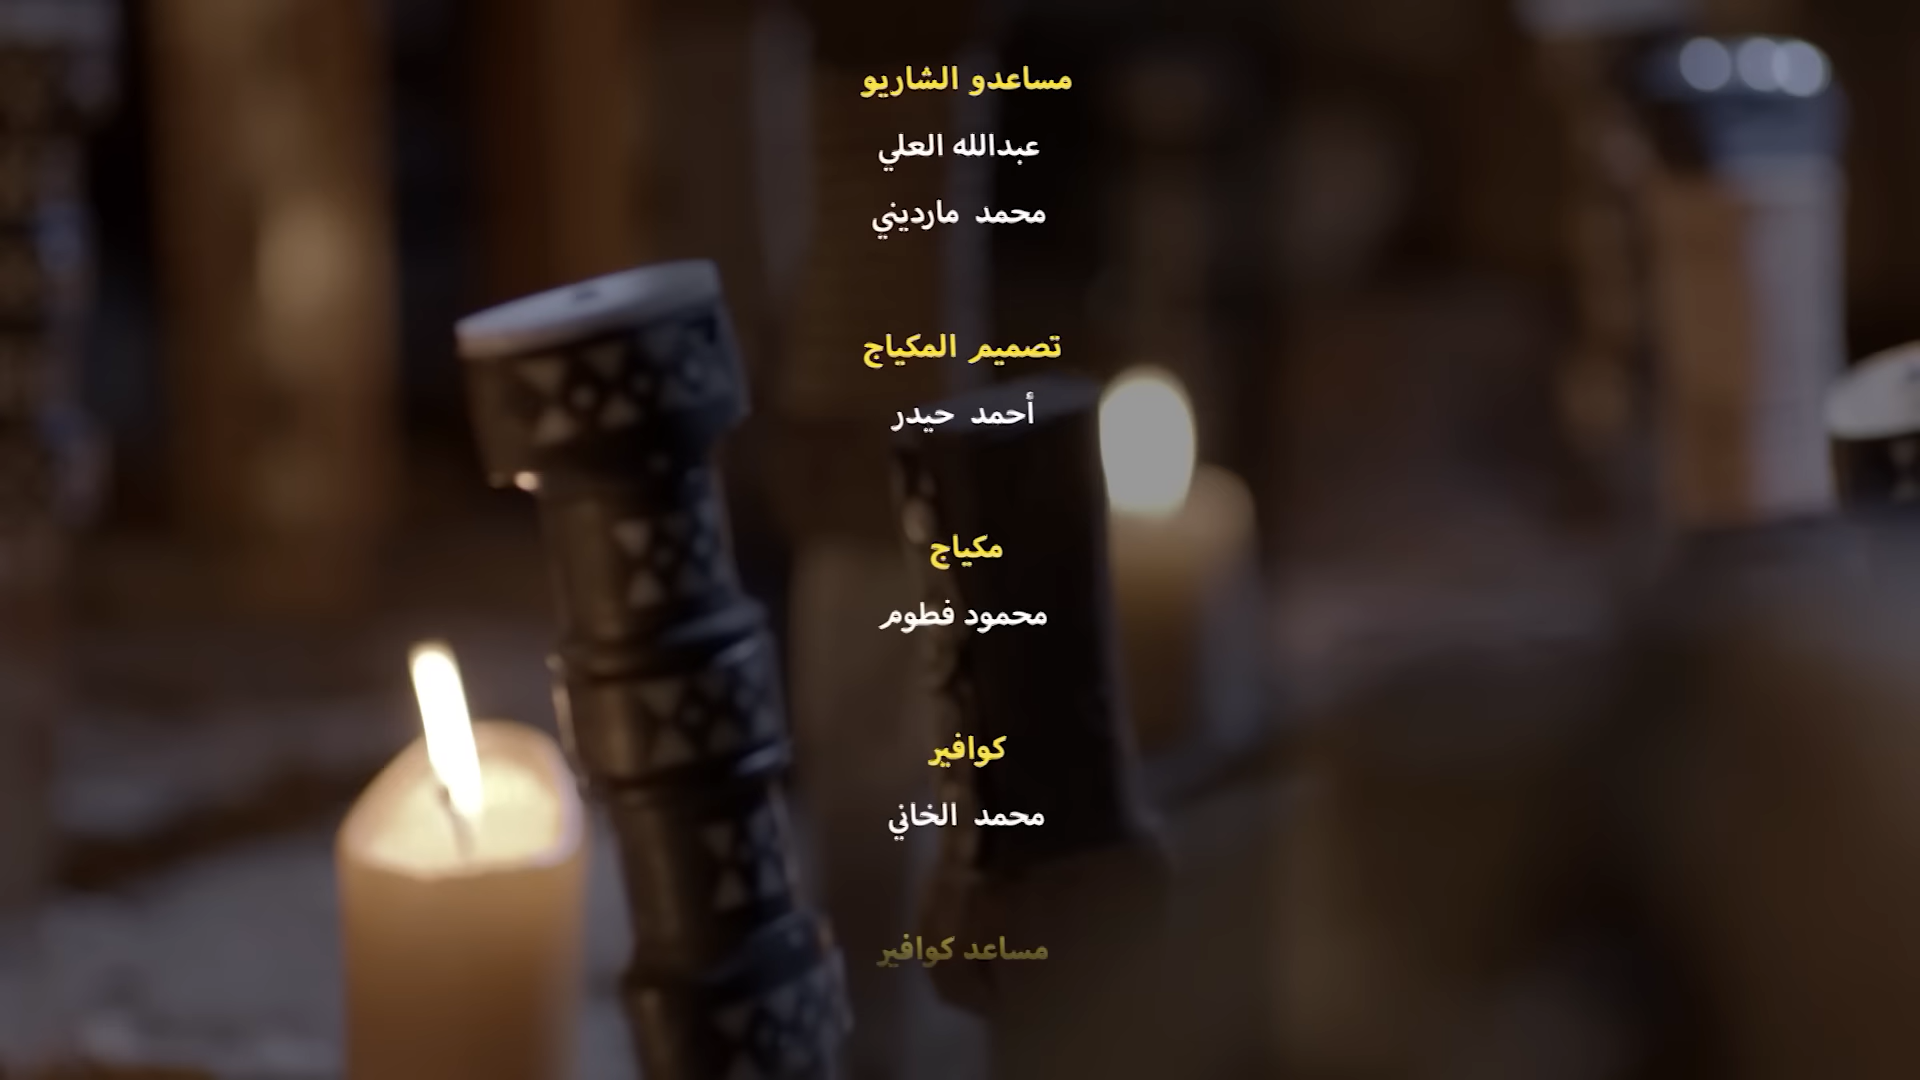 مساعدو الشاريو
عبدالله العلي
محمد مارديني
تصميم المكياج
أحمد حيدر
مكياج
محمود فطوم
كوافير
محمد الخاني
مساعد كوافير